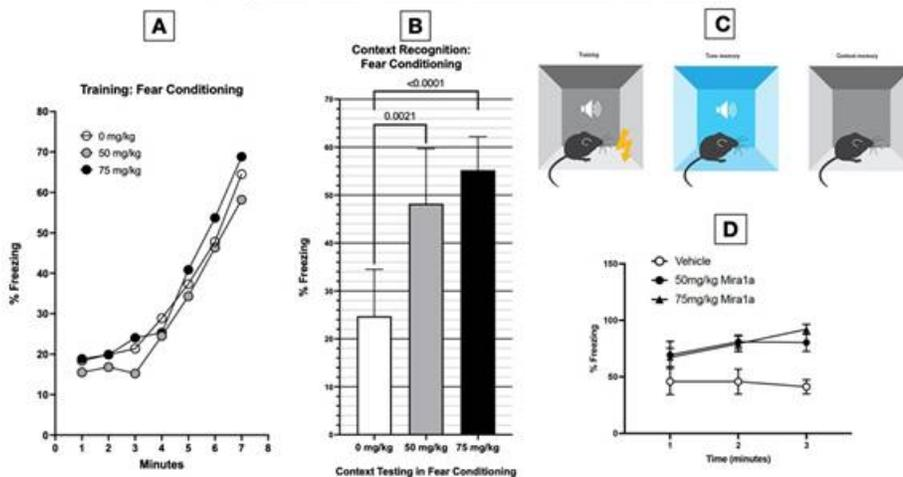 A
Training: Fear Conditioning
0 mg/kg
50 mg/kg
75 mg/kg
% Freezing
80
70
60
50
40
30
20
10
0
0 1 2 3 4 5 6 7 8
Minutes
B
Context Recognition:
Fear Conditioning
<0.0001
0.0021
% Freezing
70
60
50
40
30
20
10
0
0 mg/kg 50 mg/kg 75 mg/kg
Context Testing in Fear Conditioning
C
Training
Tone memory
Context memory
D
Vehicle
50mg/kg Mira1a
75mg/kg Mira1a
% Freezing
100
50
0
1 2 3
Time (minutes)